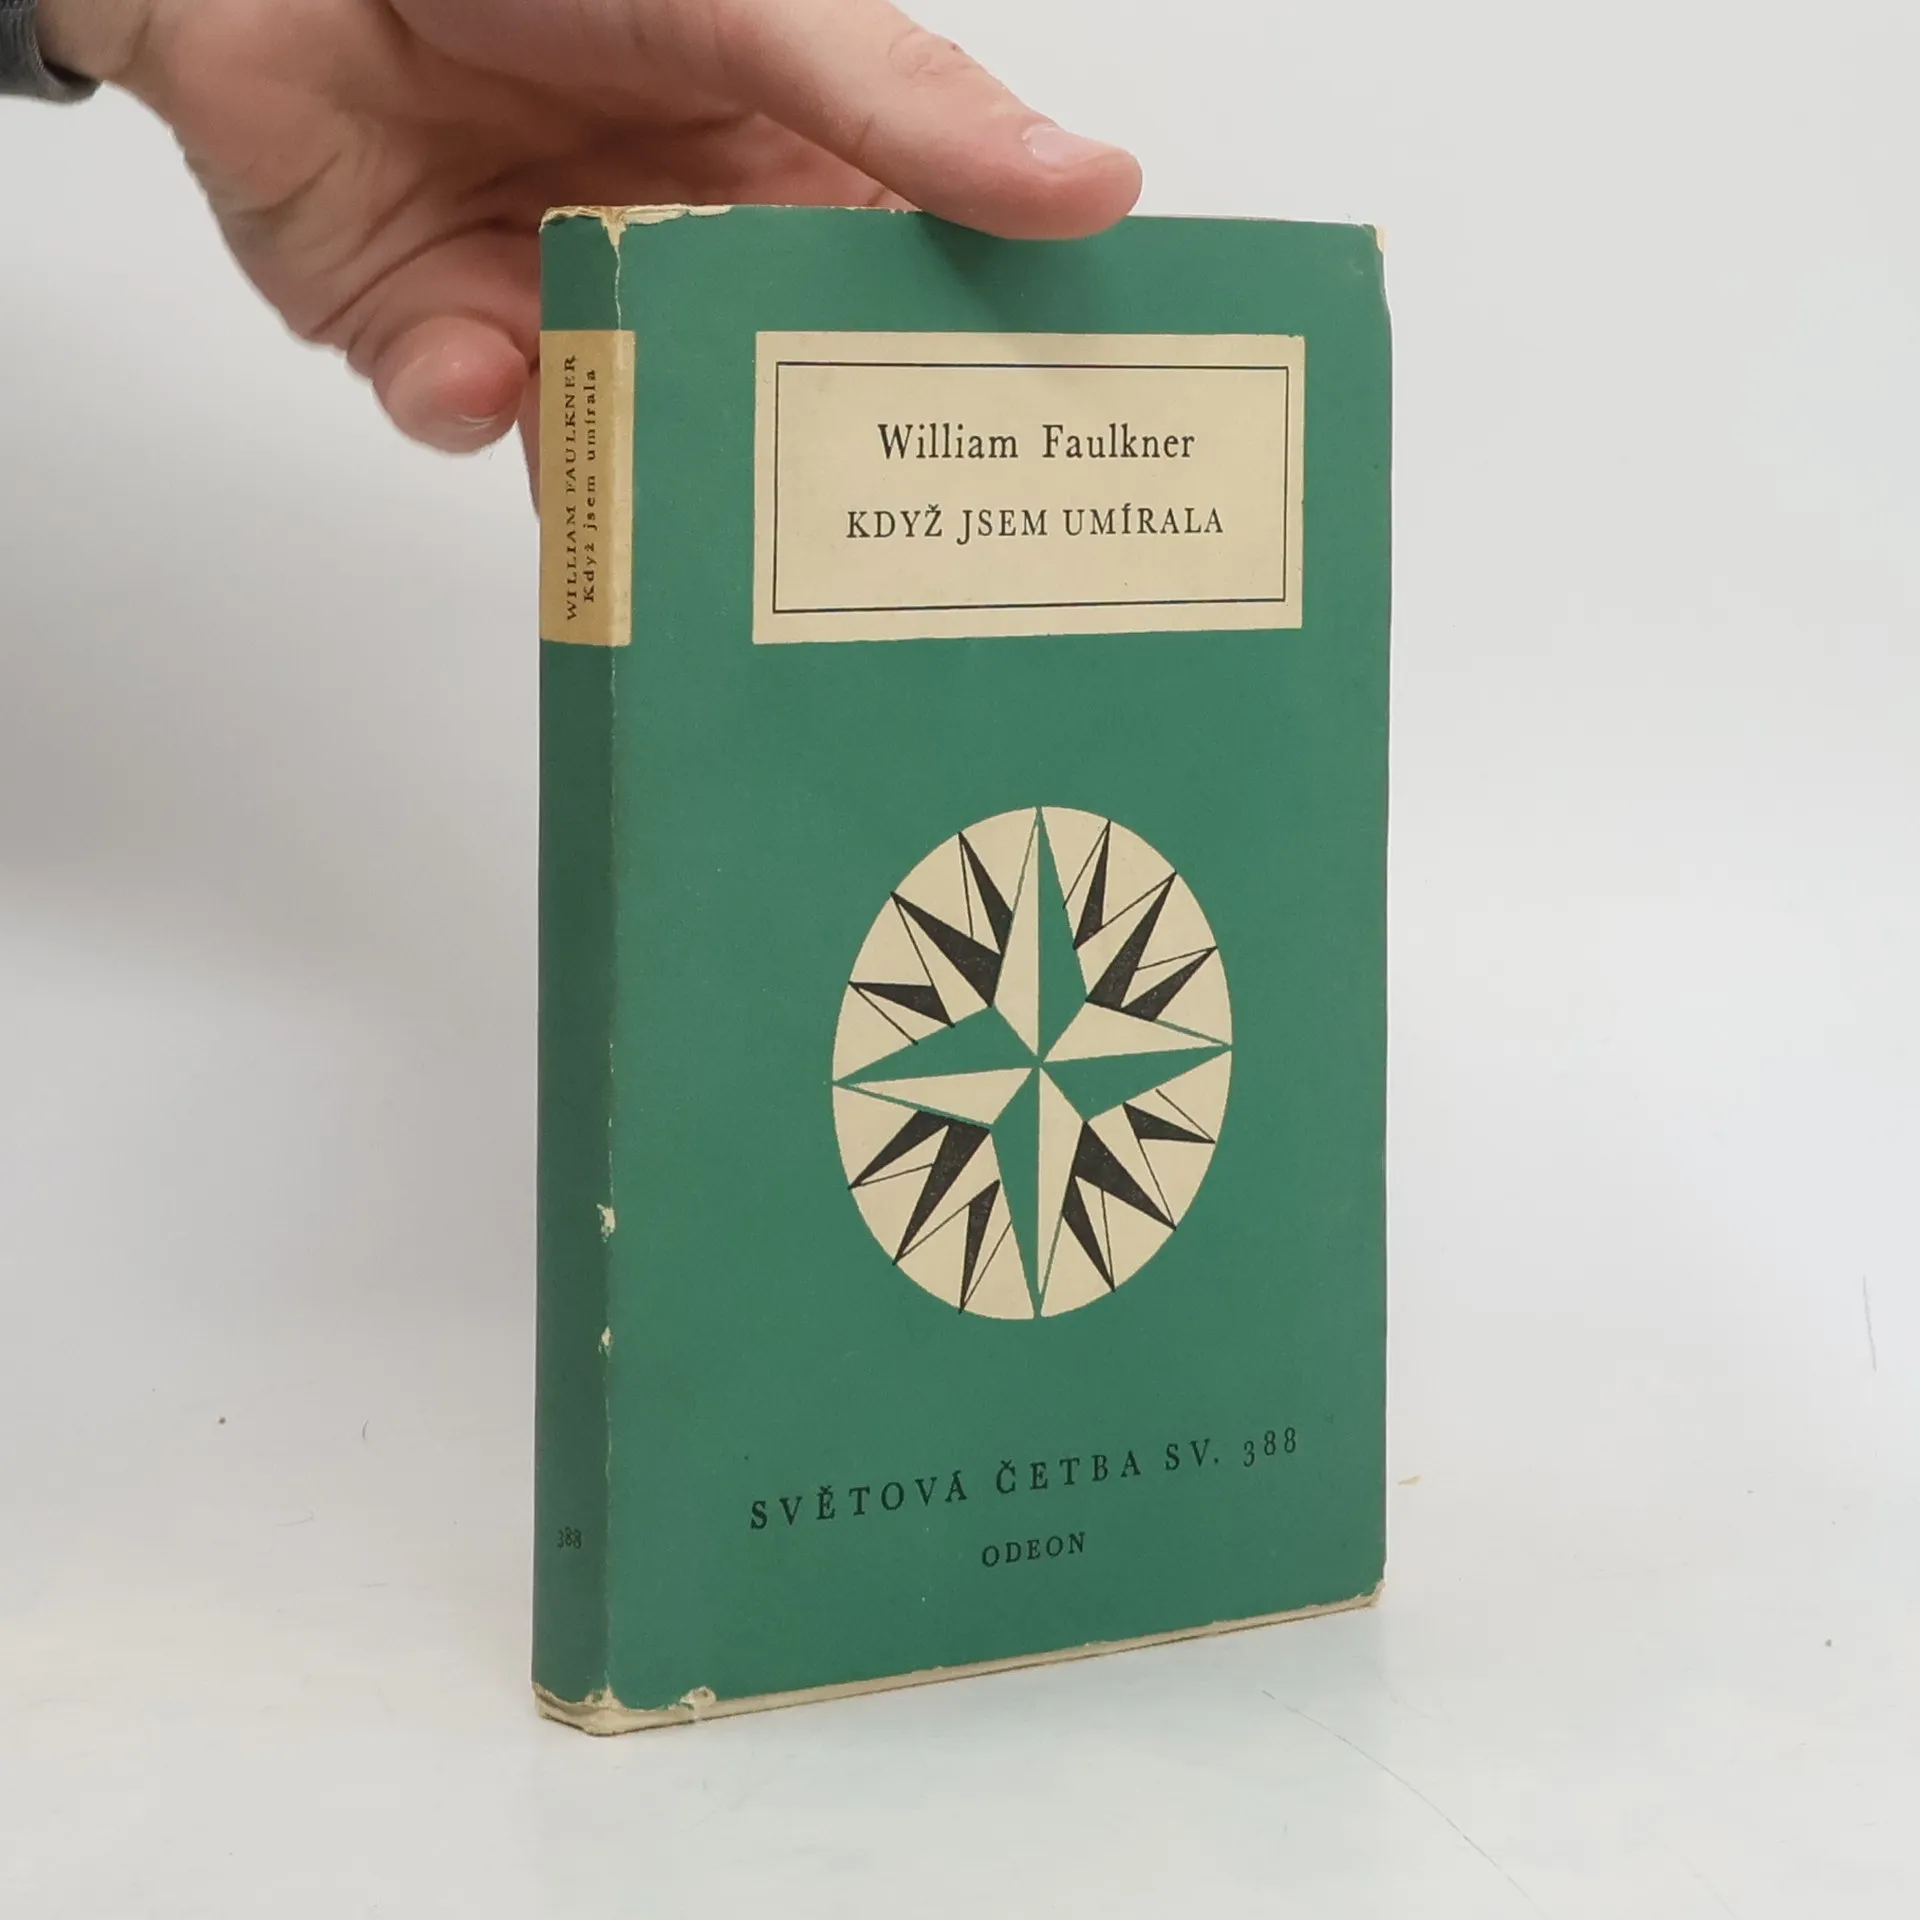 WILLIAM FAULKNER
Když jsem umírala
388
William Faulkner
KDYŽ JSEM UMÍRALA
SVĚTOVÁ ČETBA SV. 388
ODEON